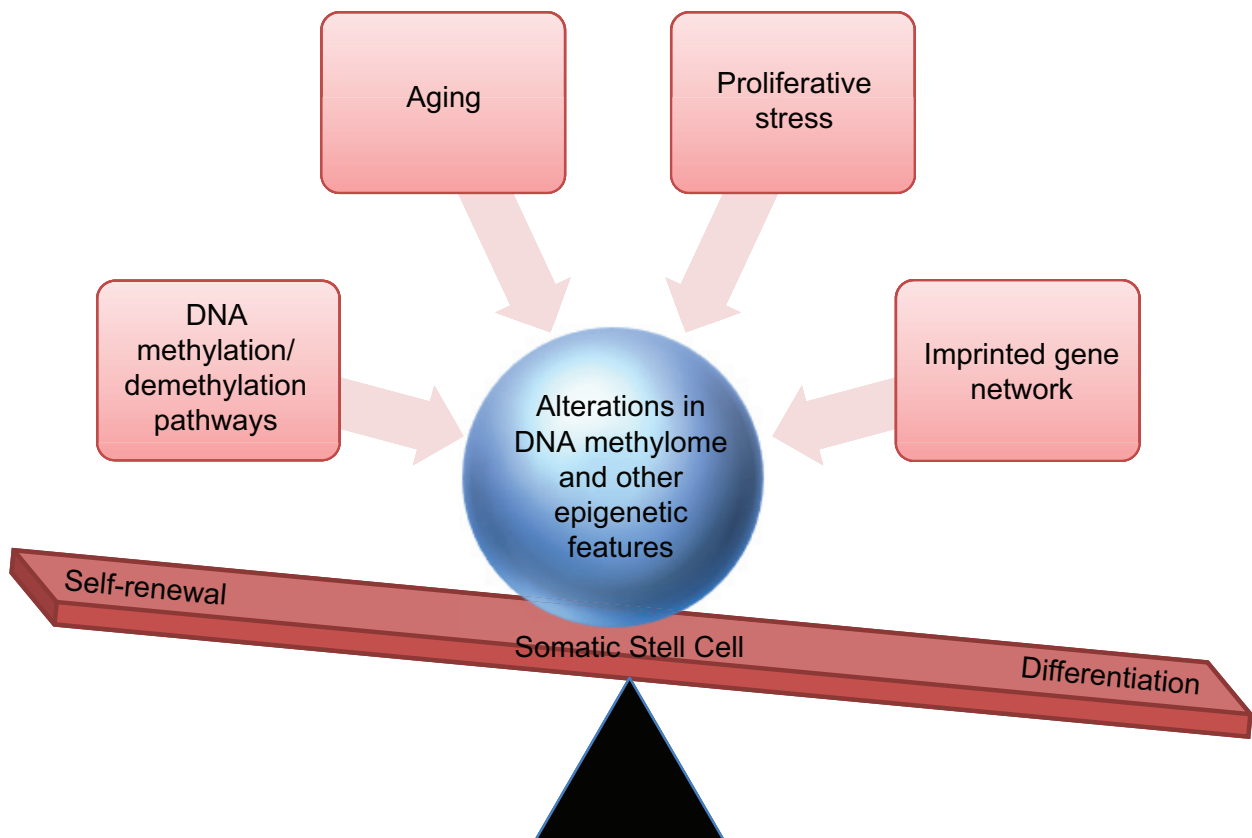 Aging
Proliferative
stress
DNA
methylation/
demethylation
pathways
Imprinted gene
network
Alterations in
DNA methylome
and other
epigenetic
features
Self-renewal
Somatic Stell Cell
Differentiation